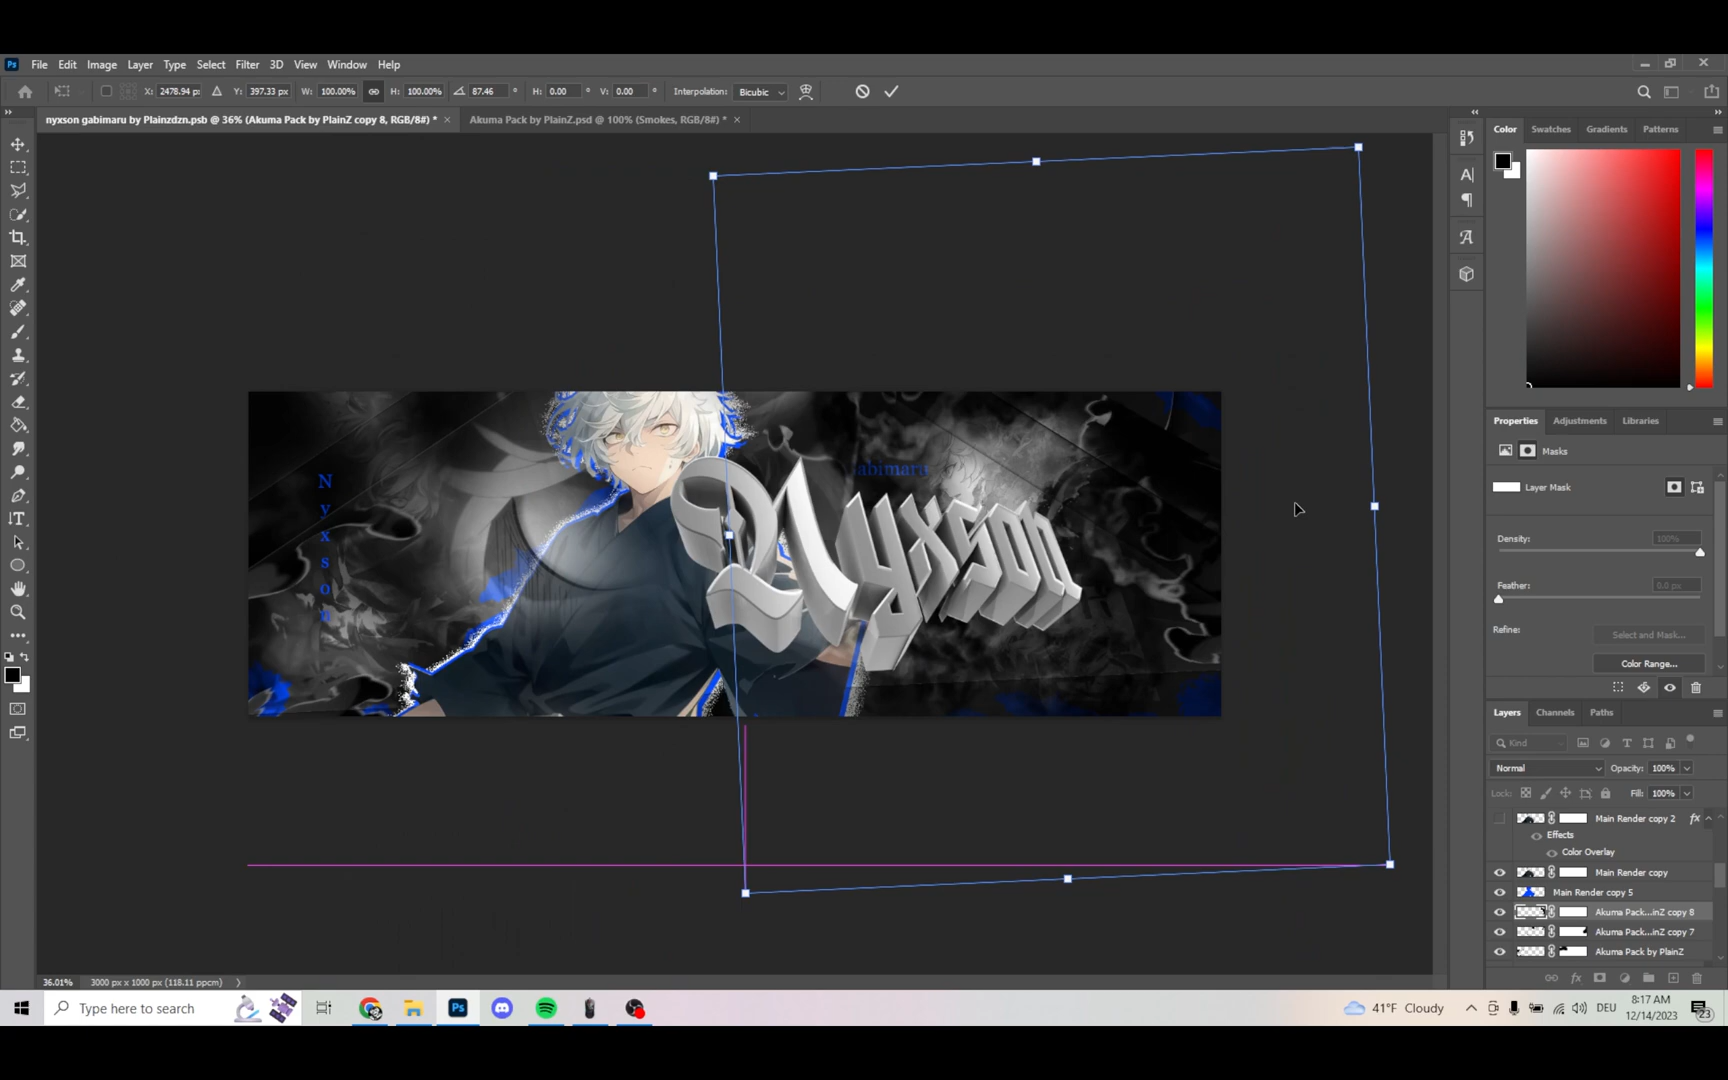 File Edit Image Layer Type Select Filter 3D View Window Help
X: 2478.94 px Y: 397.33 px W: 100.00% H: 100.00% 87.46 ° H: 0.00 ° V: 0.00 ° Interpolation: Bicubic
nyxson gabimaru by Plainzdzn.psb @ 36% (Akuma Pack by PlainZ copy 8, RGB/8#) * Akuma Pack by PlainZ.psd @ 100% (Smokes, RGB/8#) *
Color Swatches Gradients Patterns
Properties Adjustments Libraries
Masks
Layer Mask
Density: 100%
Feather: 0.0 px
Refine: Select and Mask...
Color Range...
Layers Channels Paths
Kind
Normal Opacity: 100%
Lock: Fill: 100%
Main Render copy 2 fx
Effects
Color Overlay
Main Render copy
Main Render copy 5
Akuma Pack...inZ copy 8
Akuma Pack...inZ copy 7
Akuma Pack by PlainZ
N
y
x
s
o
n
abimaru
Nyxson
36.01% 3000 px x 1000 px (118.11 ppcm)
Type here to search
41°F Cloudy
DEU
8:17 AM
12/14/2023
23